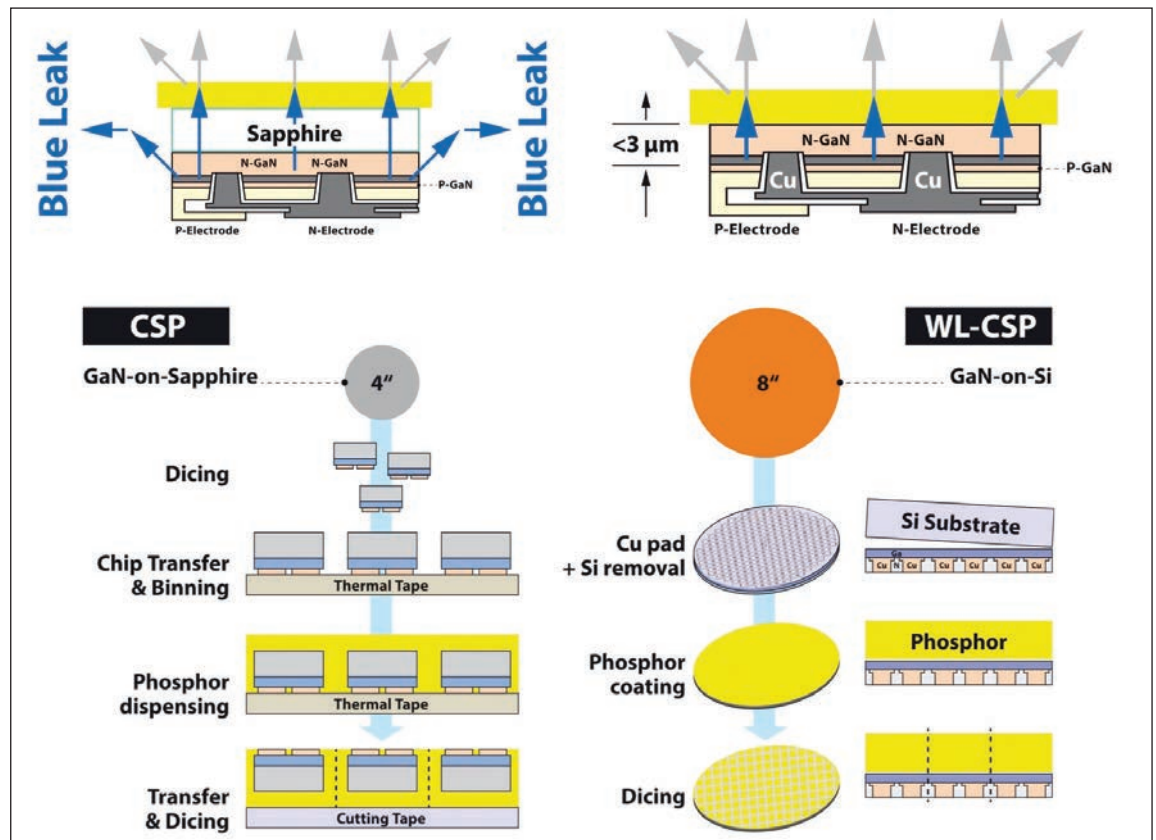 Blue Leak
Sapphire
N-GaN
N-GaN
P-GaN
P-Electrode
N-Electrode
Blue Leak
<3 µm
N-GaN
N-GaN
P-GaN
Cu
Cu
P-Electrode
N-Electrode
CSP
GaN-on-Sapphire
4“
Dicing
Chip Transfer
& Binning
Thermal Tape
Phosphor
dispensing
Thermal Tape
Transfer
& Dicing
Cutting Tape
WL-CSP
8“
GaN-on-Si
Cu pad
+ Si removal
Si Substrate
Ga
Cu
N
Cu
Cu
Cu
Cu
Cu
Phosphor
coating
Phosphor
Dicing